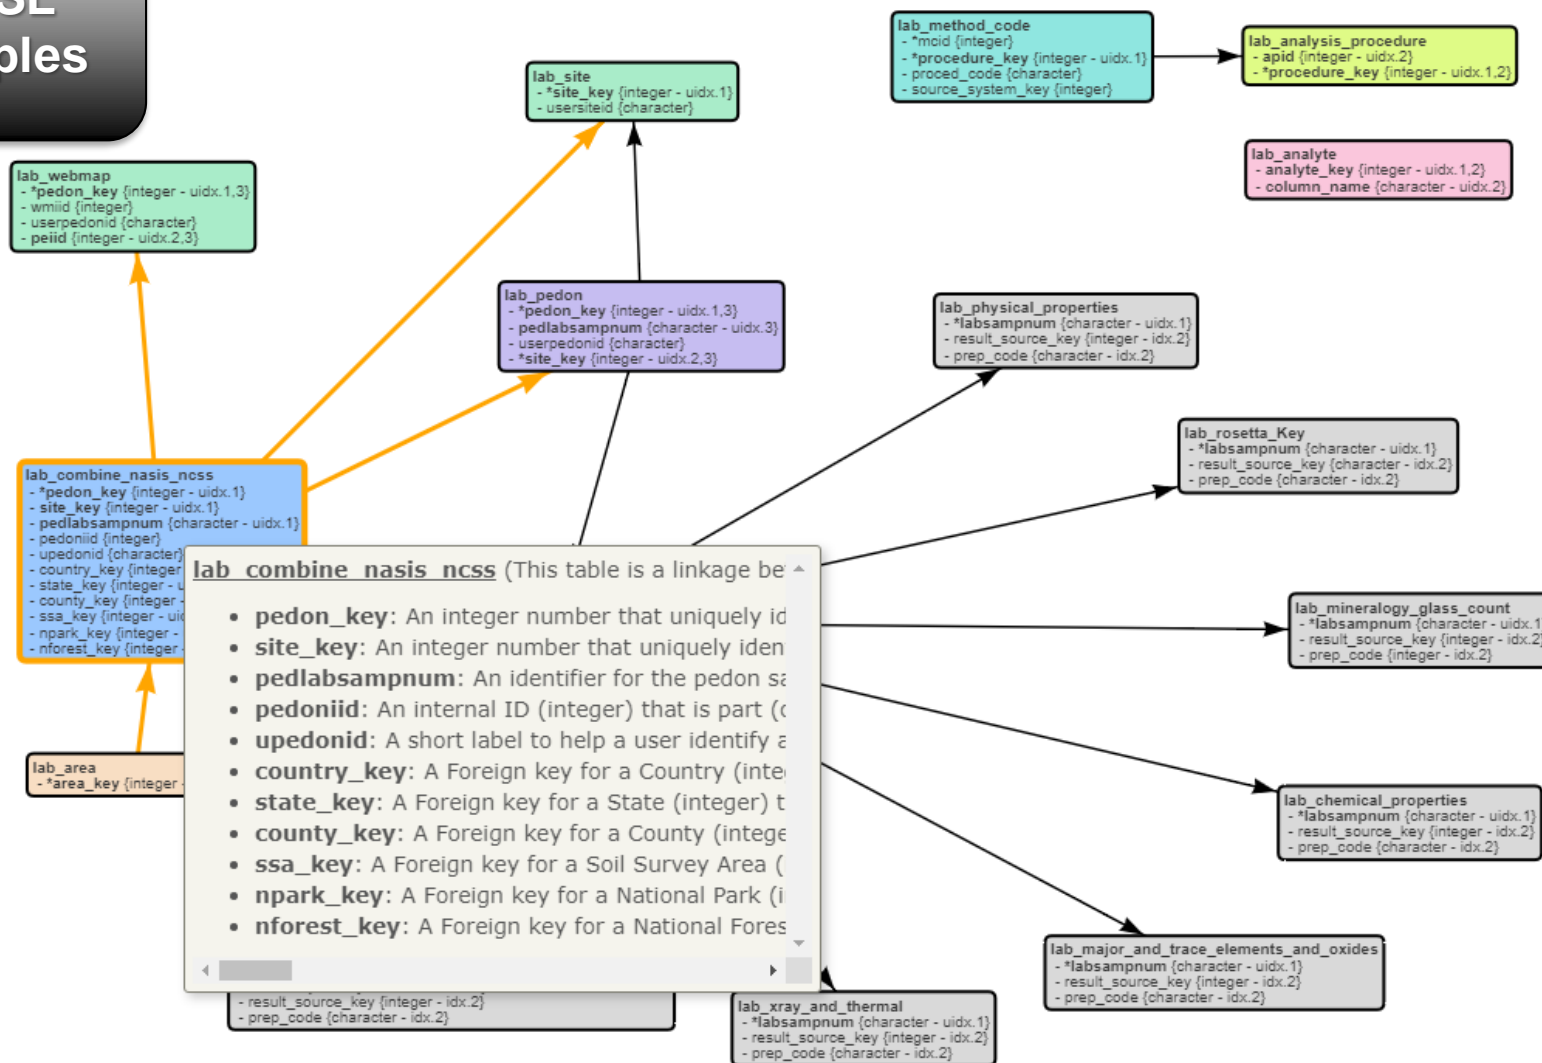 lab_method_code
- *mcid {integer}
- *procedure_key {integer - uidx.1}
- proced_code {character}
- source_system_key {integer}
lab_analysis_procedure
- apid {integer - uidx.2}
- *procedure_key {integer - uidx.1,2}
lab_site
- *site_key {integer - uidx.1}
- usersiteid {character}
lab_analyte
- analyte_key {integer - uidx.1,2}
- column_name {character - uidx.2}
lab_webmap
- *pedon_key {integer - uidx.1,3}
- wmiid {integer}
- userpedonid {character}
- peiid {integer - uidx.2,3}
lab_pedon
- *pedon_key {integer - uidx.1,3}
- pedlabsampnum {character - uidx.3}
- userpedonid {character}
- *site_key {integer - uidx.2,3}
lab_physical_properties
- *labsampnum {character - uidx.1}
- result_source_key {integer - idx.2}
- prep_code {character - idx.2}
lab_rosetta_Key
- *labsampnum {character - uidx.1}
- result_source_key {character - idx.2}
- prep_code {character - idx.2}
lab_combine_nasis_ncss
- *pedon_key {integer - uidx.1}
- site_key {integer - uidx.1}
- pedlabsampnum {character - uidx.1}
- pedoniid {integer}
- upedonid {character}
- country_key {integer
- state_key {integer -
- county_key {integer -
- ssa_key {integer -
- npark_key {integer -
- nforest_key {integer
lab_combine_nasis_ncss (This table is a linkage
• pedon_key: An integer number that uniquely
• site_key: An integer number that uniquely
• pedlabsampnum: An identifier for the pedon
• pedoniid: An internal ID (integer) that is part
• upedonid: A short label to help a user identify
• country_key: A Foreign key for a Country
• state_key: A Foreign key for a State (integer)
• county_key: A Foreign key for a County
• ssa_key: A Foreign key for a Soil Survey Area (
• npark_key: A Foreign key for a National Park
• nforest_key: A Foreign key for a National
lab_mineralogy_glass_count
- *labsampnum {character - uidx.1
- result_source_key {integer - idx.2}
- prep_code {integer - idx.2}
lab_area
- *area_key {integer -
lab_chemical_properties
- *labsampnum {character - uidx.1}
- result_source_key {integer - idx.2}
- prep_code {character - idx.2}
lab_major_and_trace_elements_and_oxides
- *labsampnum {character - uidx.1}
- result_source_key {integer - idx.2}
- prep_code {character - idx.2}
- result_source_key {integer - idx.2}
- prep_code {character - idx.2}
lab_xray_and_thermal
- *labsampnum {character - uidx.1}
- result_source_key {integer - idx.2}
- prep_code {character - idx.2}